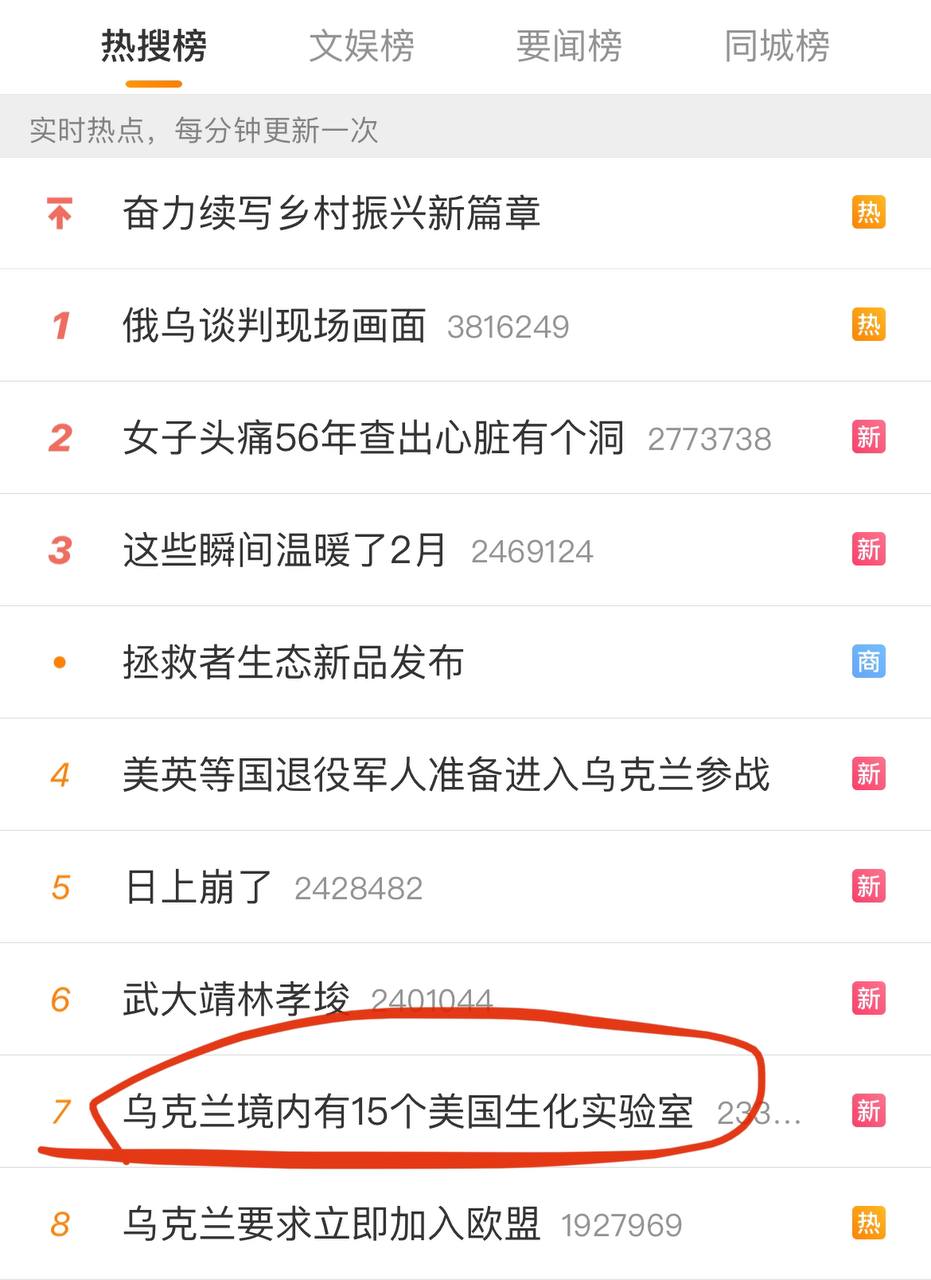 热搜榜 文娱榜 要闻榜 同城榜
实时热点，每分钟更新一次
奋力续写乡村振兴新篇章 热
1 俄乌谈判现场画面 3816249 热
2 女子头痛56年查出心脏有个洞 2773738 新
3 这些瞬间温暖了2月 2469124 新
拯救者生态新品发布 商
4 美英等国退役军人准备进入乌克兰参战 新
5 日上崩了 2428482 新
6 武大靖林孝埈 2401044 新
7 乌克兰境内有15个美国生化实验室 233... 新
8 乌克兰要求立即加入欧盟 1927969 热